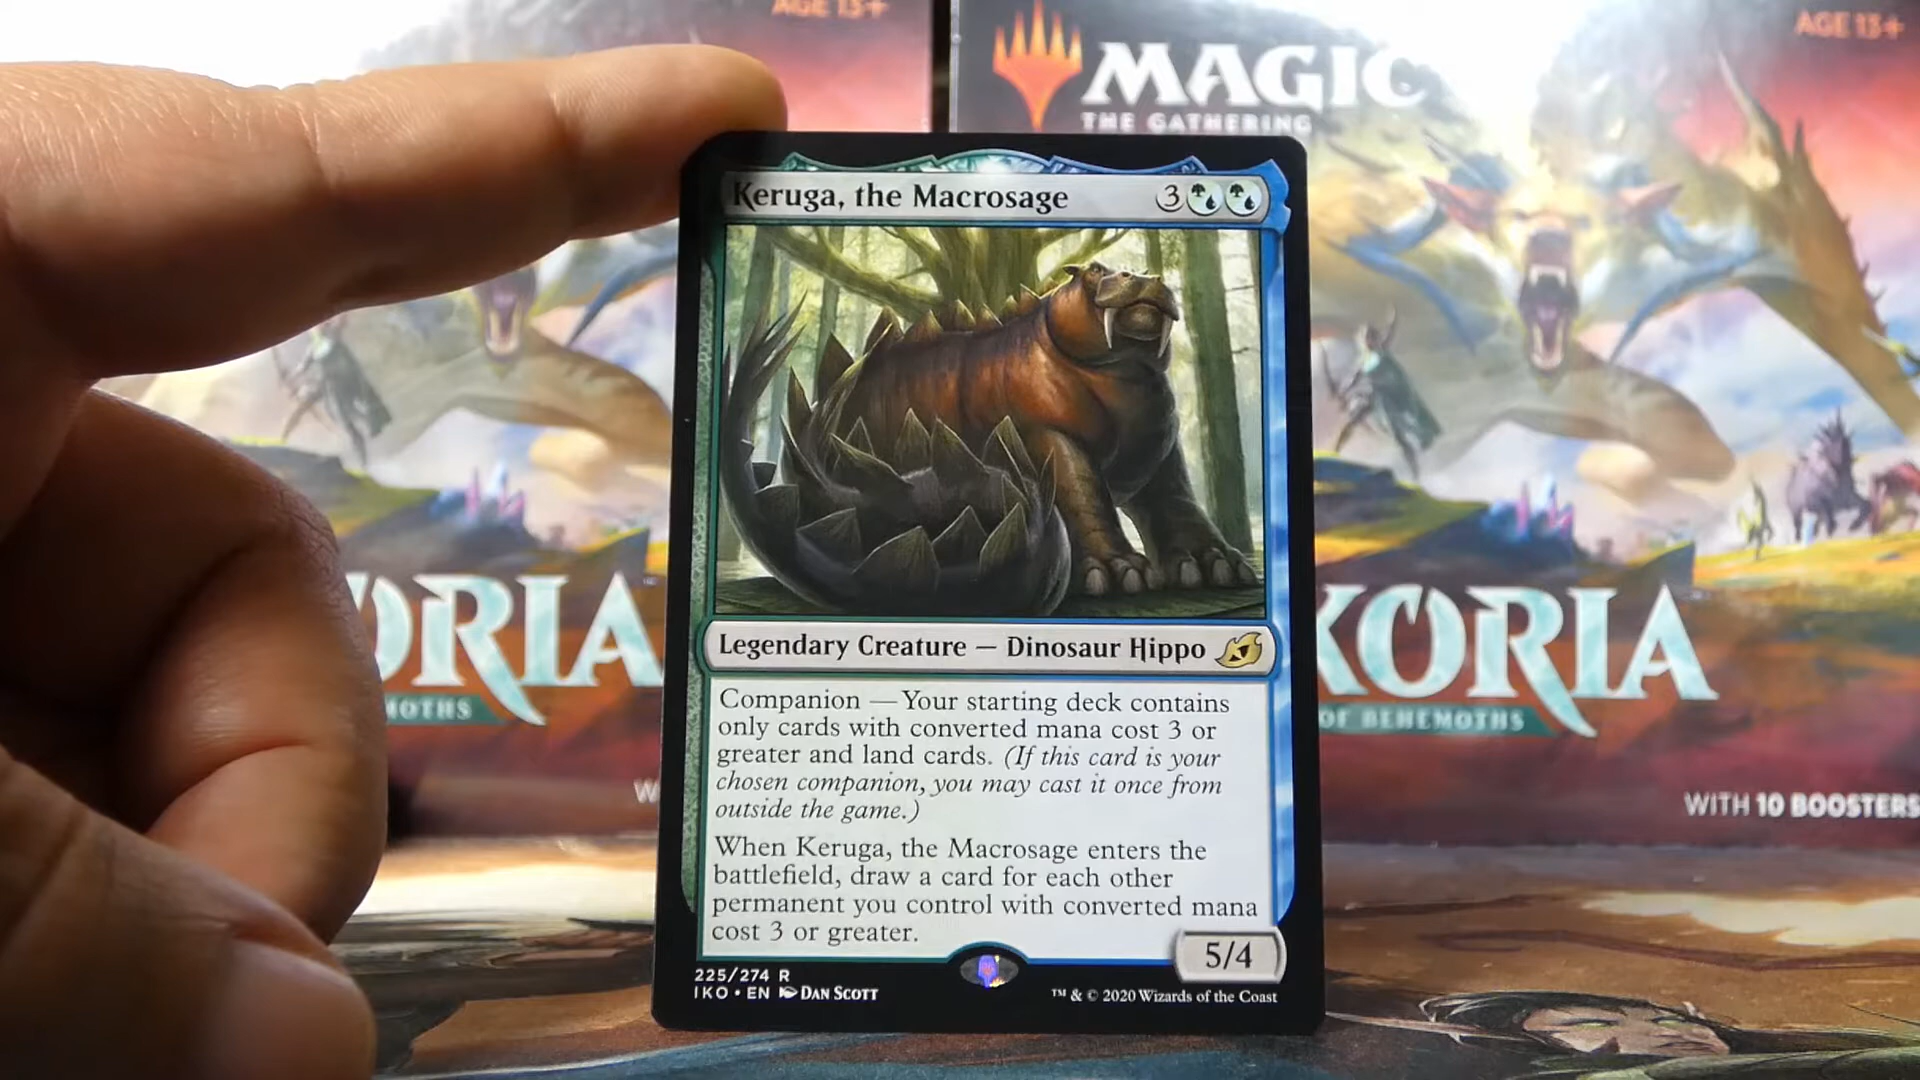 AGE 13+
AGE 13+
MAGIC
THE GATHERING
Keruga, the Macrosage 3
Legendary Creature — Dinosaur Hippo
Companion — Your starting deck contains
only cards with converted mana cost 3 or
greater and land cards. (If this card is your
chosen companion, you may cast it once from
outside the game.)
When Keruga, the Macrosage enters the
battlefield, draw a card for each other
permanent you control with converted mana
cost 3 or greater.
5/4
225/274 R
IKO • EN DAN SCOTT
™ & © 2020 Wizards of the Coast
ORIA
MOTHS
W
KORIA
OF BEHEMOTHS
WITH 10 BOOSTERS